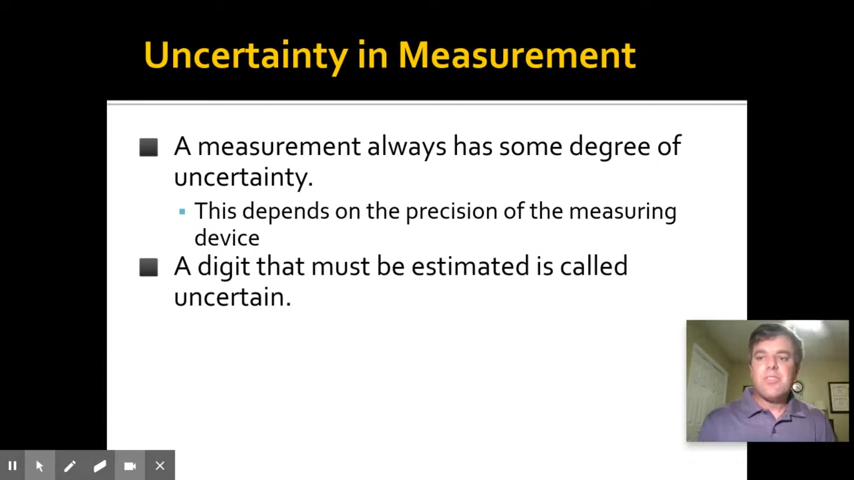 Uncertainty in Measurement
A measurement always has some degree of
uncertainty.
This depends on the precision of the measuring
device
A digit that must be estimated is called
uncertain.